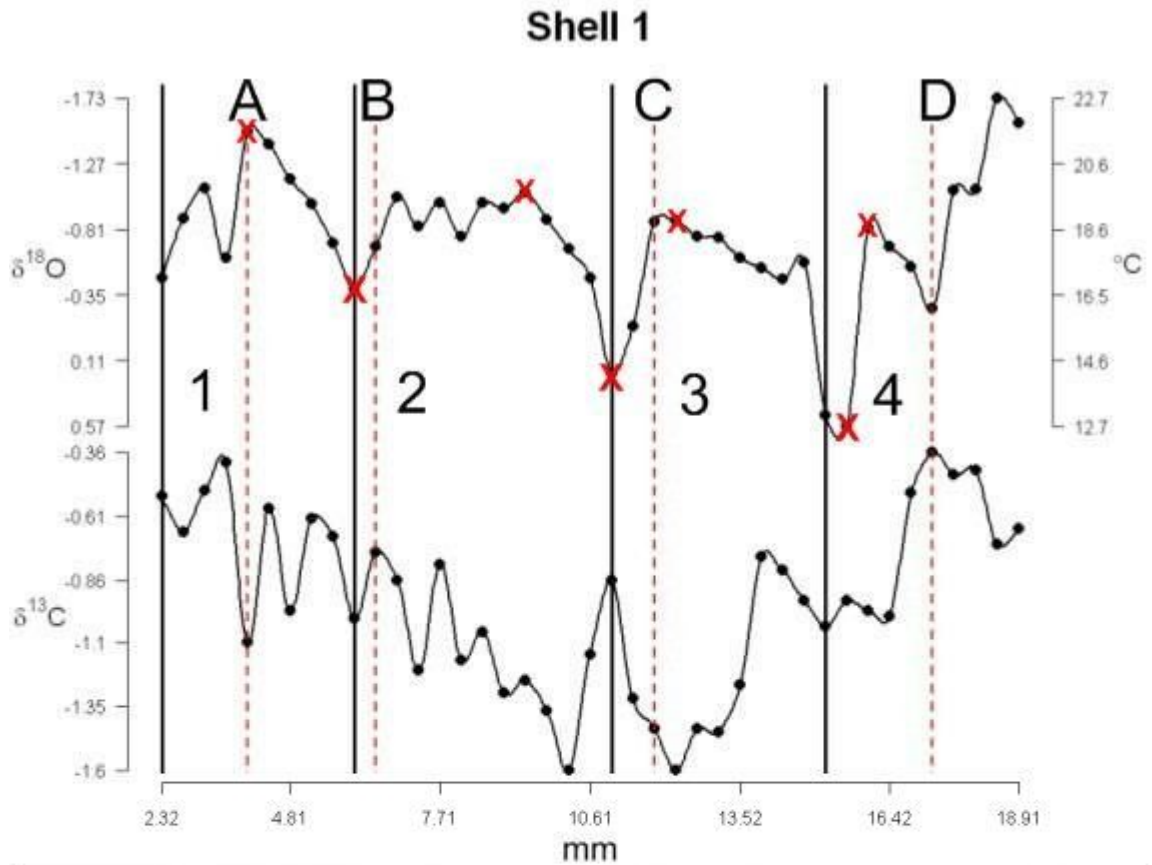 Shell 1
A B C D
-1.73 22.7
-1.27 20.6
-0.81 18.6
δ18O °C
-0.35 16.5
0.11 14.6
1 2 3 4
0.57 12.7
-0.36
-0.61
-0.86
δ13C
-1.1
-1.35
-1.6
2.32 4.81 7.71 10.61 13.52 16.42 18.91
mm